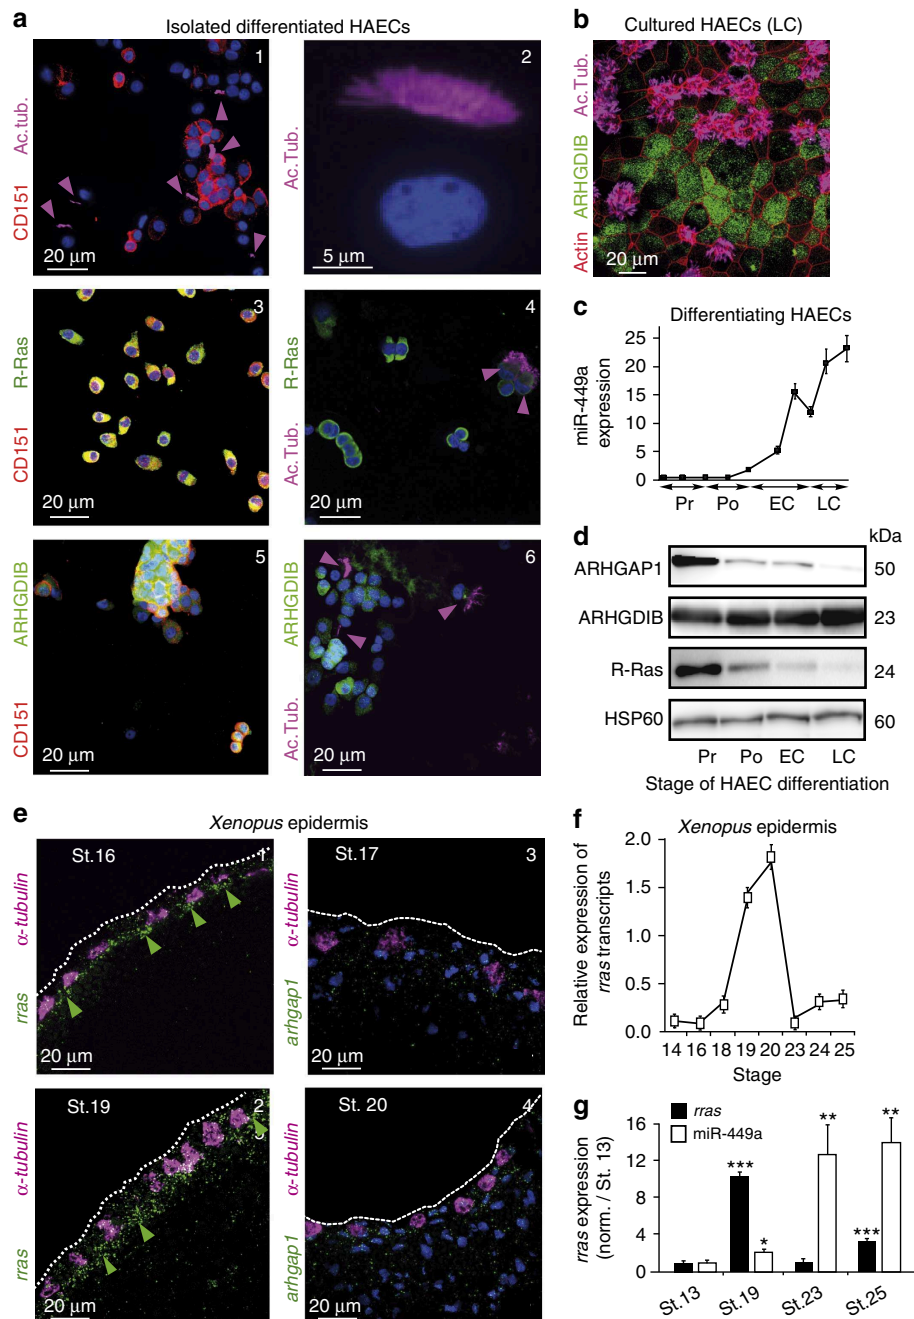 a
Isolated differentiated HAECs
CD151 Ac.tub.
1
20 µm
Ac.Tub.
2
5 µm
CD151 R-Ras
3
20 µm
Ac.Tub. R-Ras
4
20 µm
CD151 ARHGDIB
5
20 µm
Ac.Tub. ARHGDIB
6
20 µm
b
Cultured HAECs (LC)
Actin ARHGDIB Ac.Tub.
20 µm
c
Differentiating HAECs
miR-449a
expression
25
20
15
10
5
0
Pr Po EC LC
d
kDa
ARHGAP1 50
ARHGDIB 23
R-Ras 24
HSP60 60
Pr Po EC LC
Stage of HAEC differentiation
e
Xenopus epidermis
rras α-tubulin
St.16
1
20 µm
arhgap1 α-tubulin
St.17
3
20 µm
rras α-tubulin
St.19
2
20 µm
arhgap1 α-tubulin
St. 20
4
20 µm
f
Xenopus epidermis
Relative expression of
rras transcripts
2.0
1.5
1.0
0.5
0.0
14 16 18 19 20 23 24 25
Stage
g
rras
miR-449a
rras expression
(norm. / St. 13)
16
12
8
4
0
***
*
**
***
**
St.13 St.19 St.23 St.25